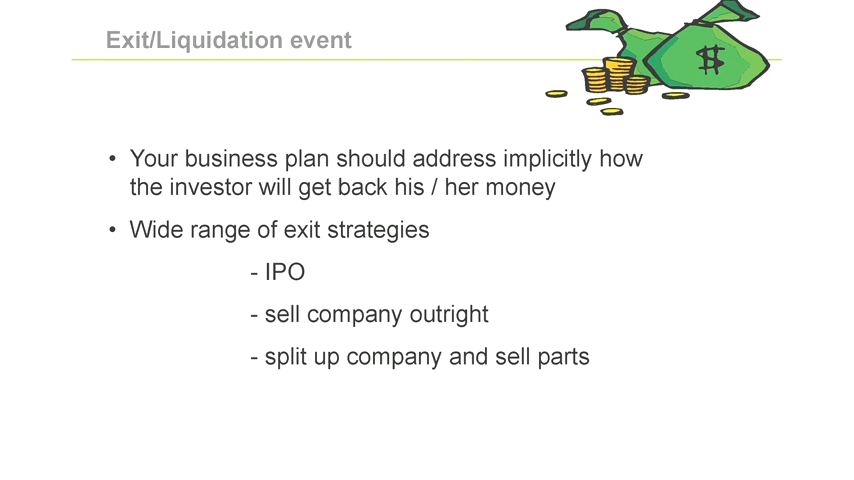 Exit/Liquidation event
$
• Your business plan should address implicitly how
the investor will get back his / her money
• Wide range of exit strategies
- IPO
- sell company outright
- split up company and sell parts